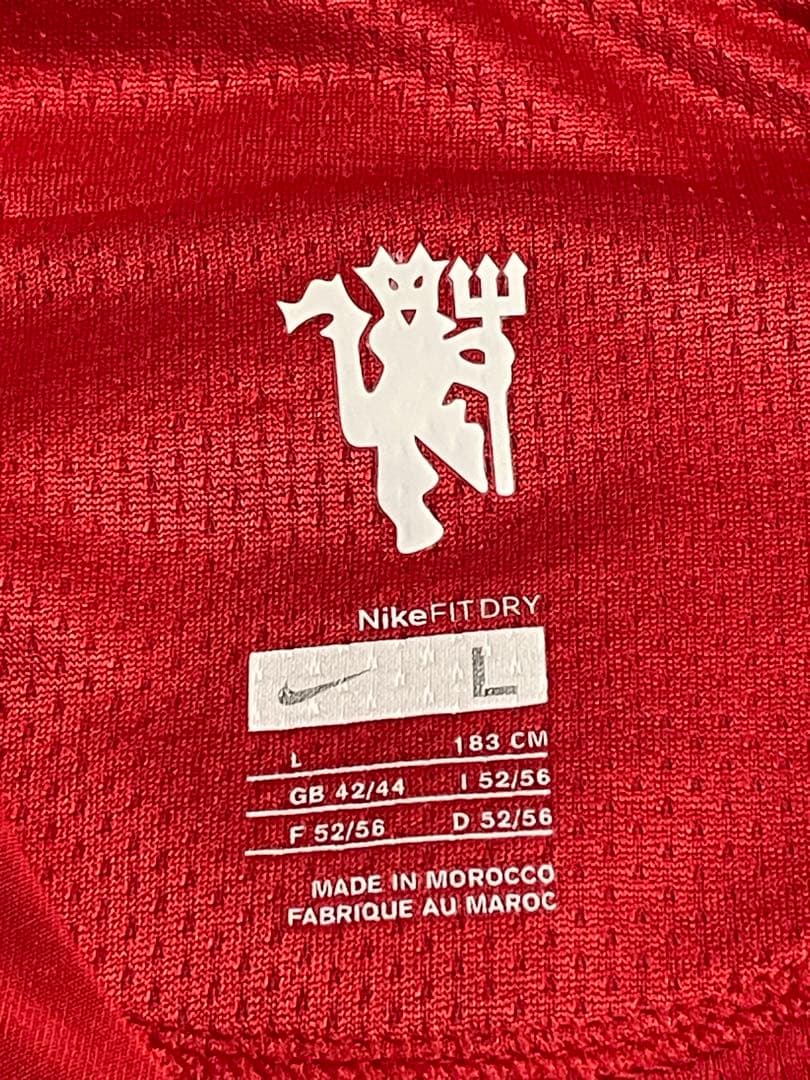 NikeFIT DRY
L
L 183 CM
GB 42/44 I 52/56
F 52/56 D 52/56
MADE IN MOROCCO
FABRIQUE AU MAROC